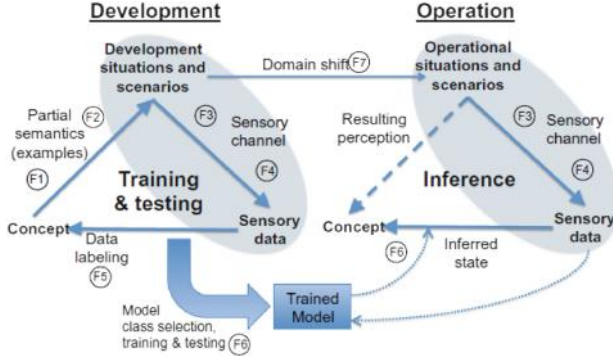 Development
Operation
Development
situations and
scenarios
Domain shift F7
Operational
situations and
scenarios
Partial
semantics F2
(examples)
F1
F3
Sensory
channel
F4
Resulting
perception
F3
Sensory
channel
F4
Training
& testing
Inference
Concept
Sensory
data
Concept
Sensory
data
Data
labeling
F5
F6
Inferred
state
Model
class selection,
training & testing F6
Trained
Model